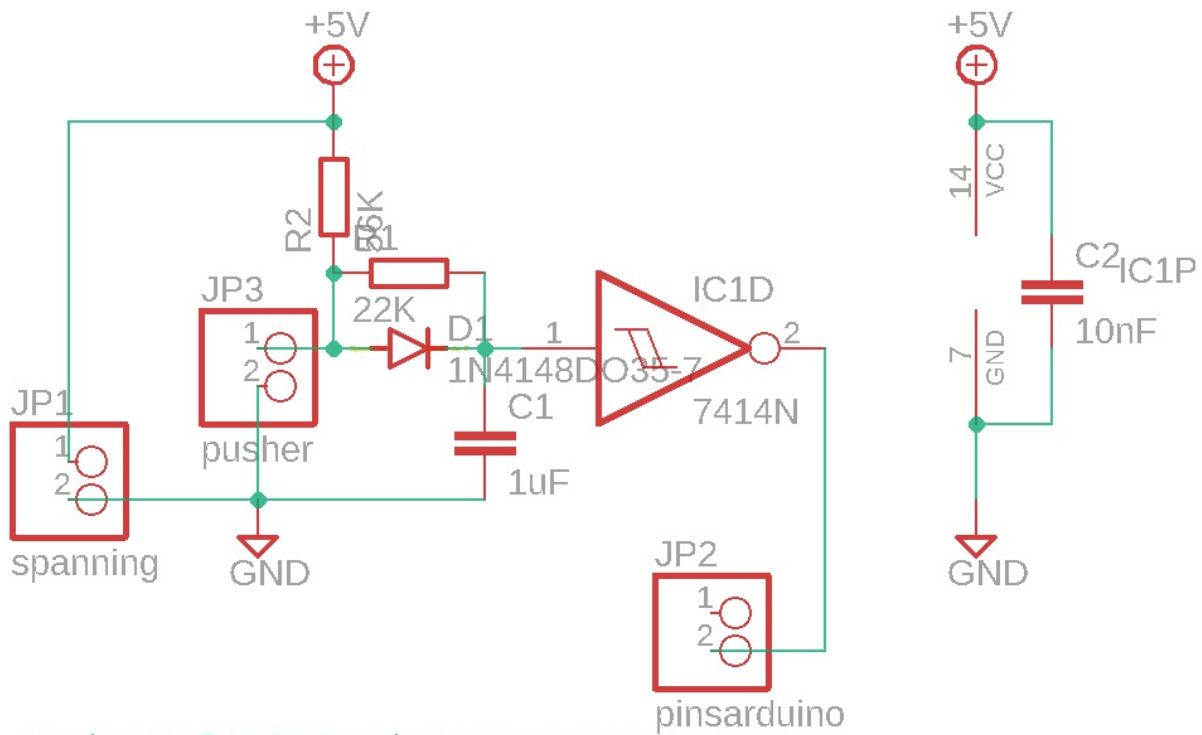 +5V
+5V
R2
R1
22K
JP3
1
2
pusher
JP1
1
2
spanning
GND
D1
1N4148DO35-7
C1
1uF
1
2
IC1D
7414N
JP2
1
2
pinsarduino
14
VCC
7
GND
C2
IC1P
10nF
GND